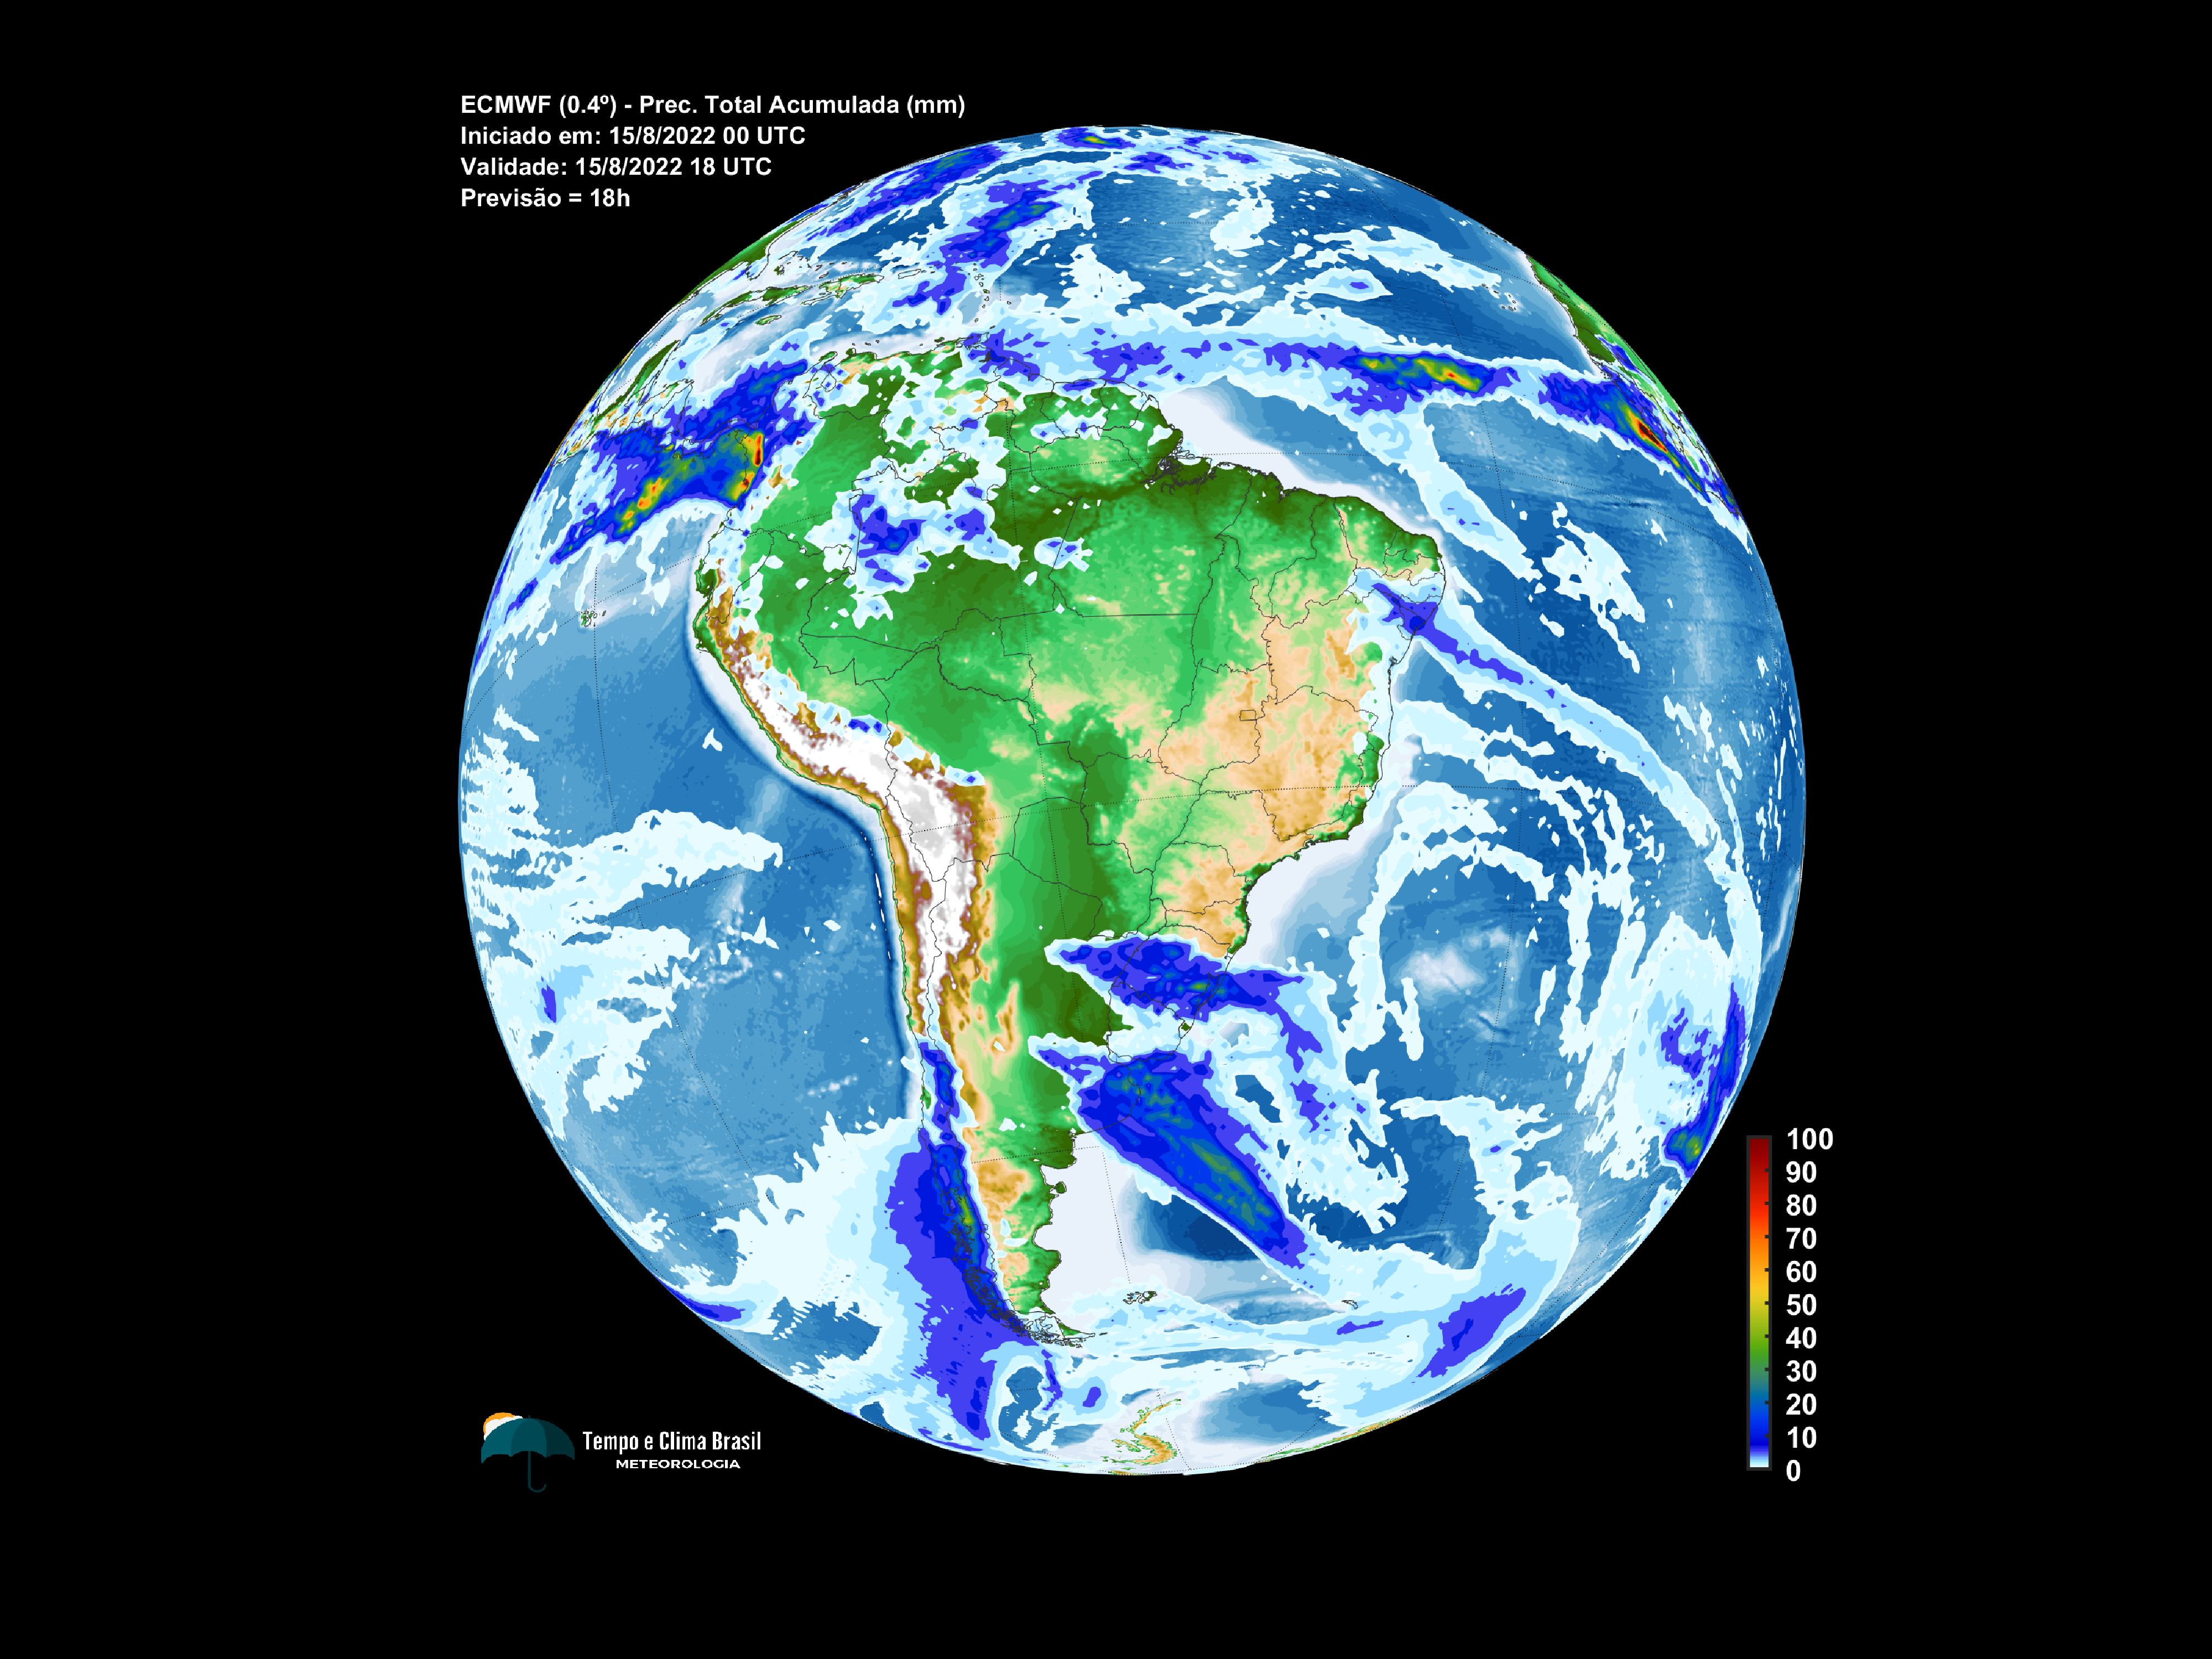 ECMWF (0.4º) - Prec. Total Acumulada (mm)
Iniciado em: 15/8/2022 00 UTC
Validade: 15/8/2022 18 UTC
Previsão = 18h
100
90
80
70
60
50
40
30
20
10
0
Tempo e Clima Brasil
METEOROLOGIA